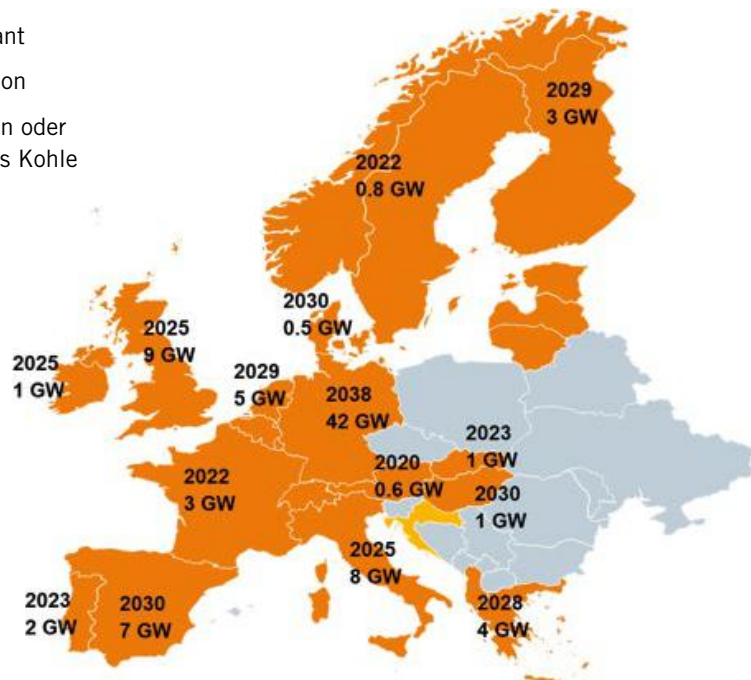 ant
on
n oder
s Kohle
2029
3 GW
2022
0.8 GW
2030
0.5 GW
2025
9 GW
2025
1 GW
2029
5 GW
2038
42 GW
2023
1 GW
2022
3 GW
2020
0.6 GW
2030
1 GW
2025
8 GW
2023
2 GW
2030
7 GW
2028
4 GW